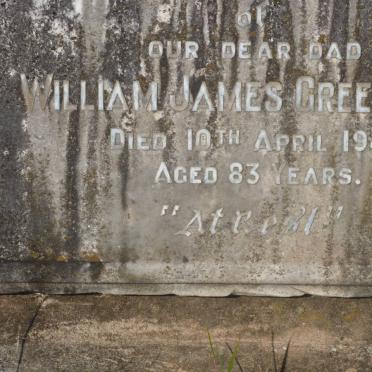 OF
OUR DEAR DAD
WILLIAM JAMES GREE
DIED 10TH APRIL 19
AGED 83 YEARS.
"At Rest"